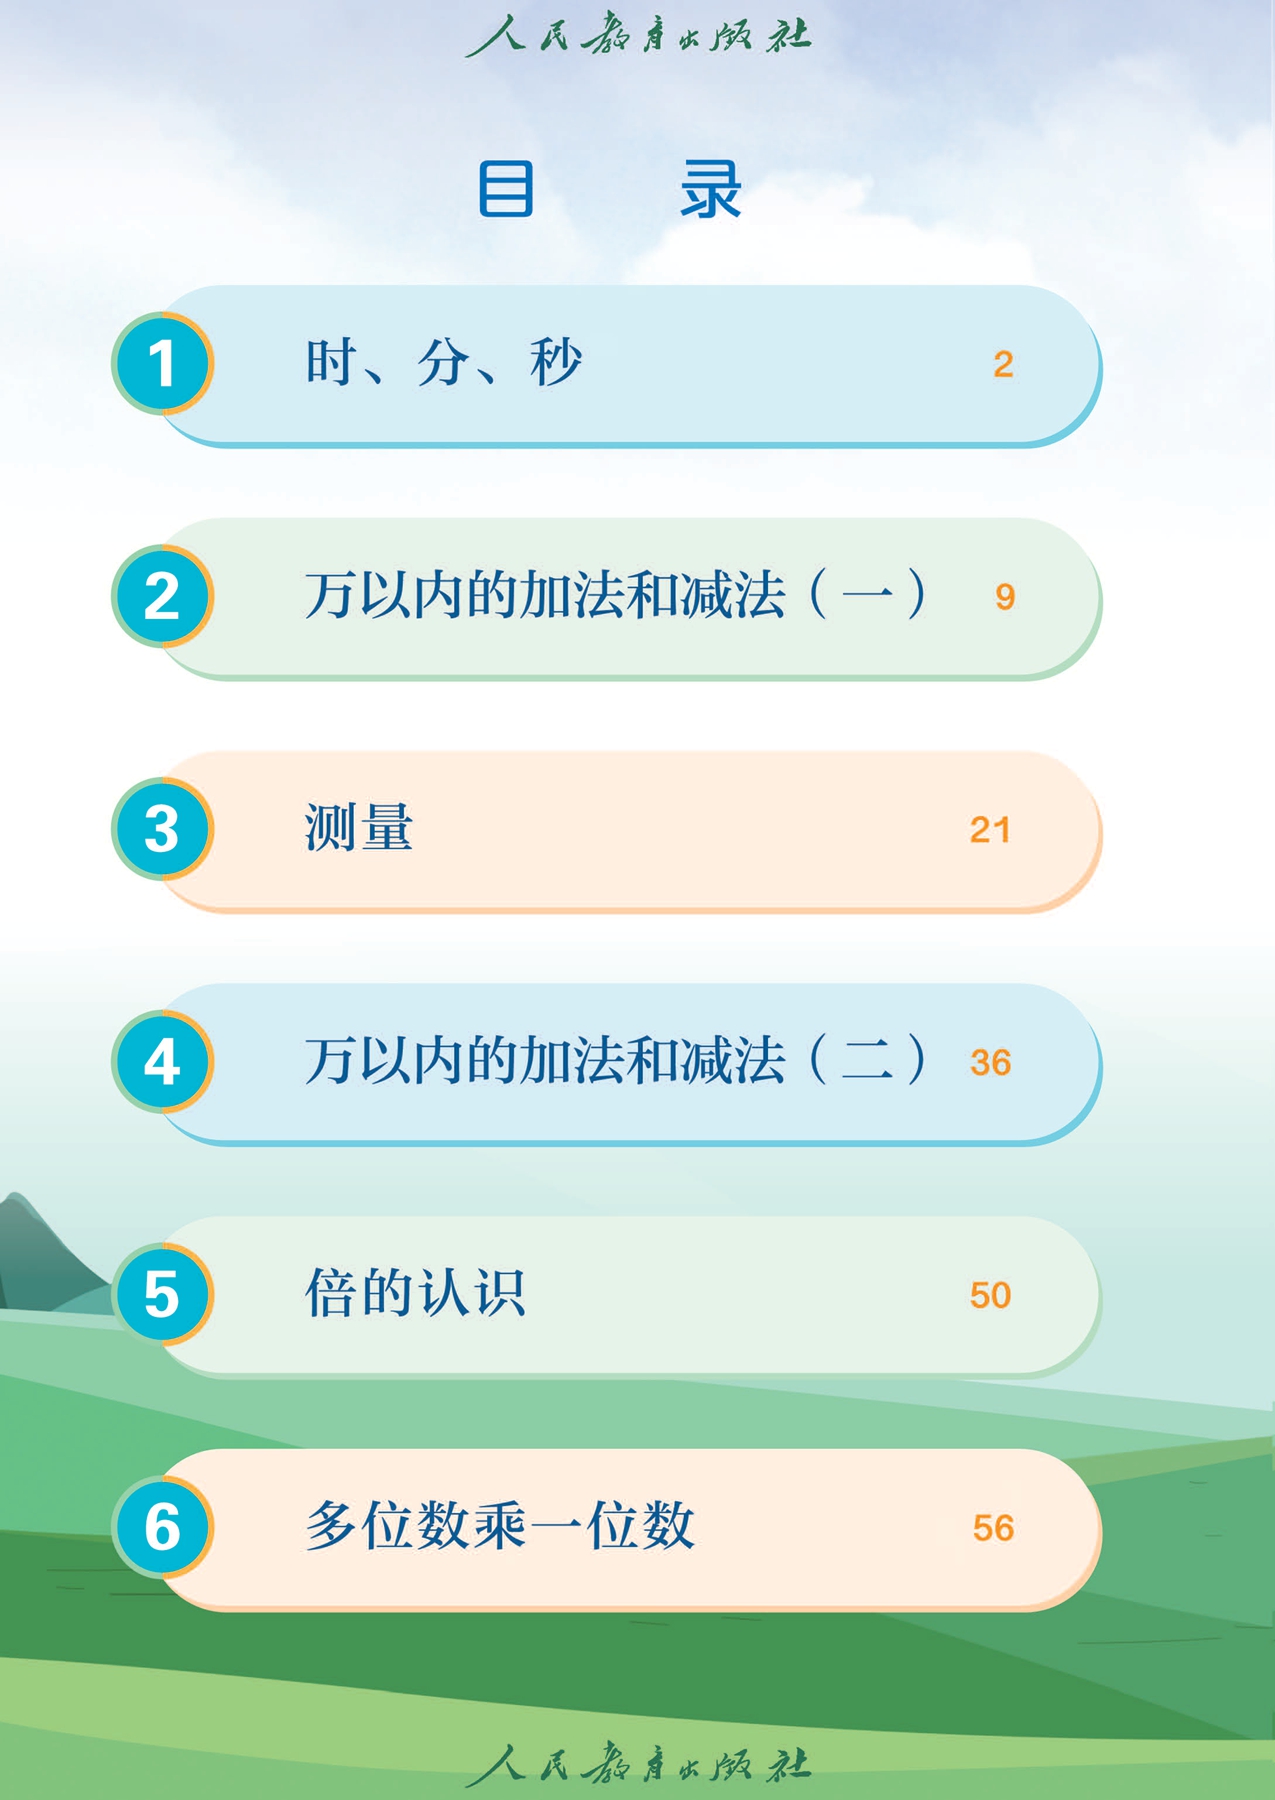 人民教育出版社
目 录
1 时、分、秒 2
2 万以内的加法和减法（一） 9
3 测量 21
4 万以内的加法和减法（二） 36
5 倍的认识 50
6 多位数乘一位数 56
人民教育出版社